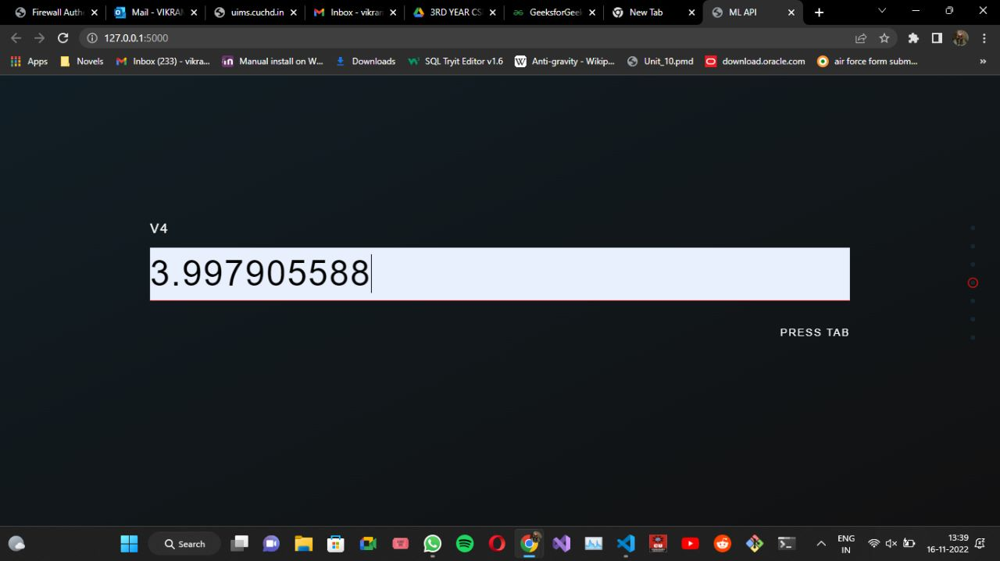 Firewall Auth
Mail - VIKRAM
uims.cuchd.in
Inbox - vikram
3RD YEAR CS
GeeksforGeek
New Tab
ML API
127.0.0.1:5000
Apps
Novels
Inbox (233) - vikra...
Manual install on W...
Downloads
SQL Tryit Editor v1.6
Anti-gravity - Wikip...
Unit_10.pmd
download.oracle.com
air force form subm...
»
V4
3.997905588
PRESS TAB
Search
ENG
IN
13:39
16-11-2022